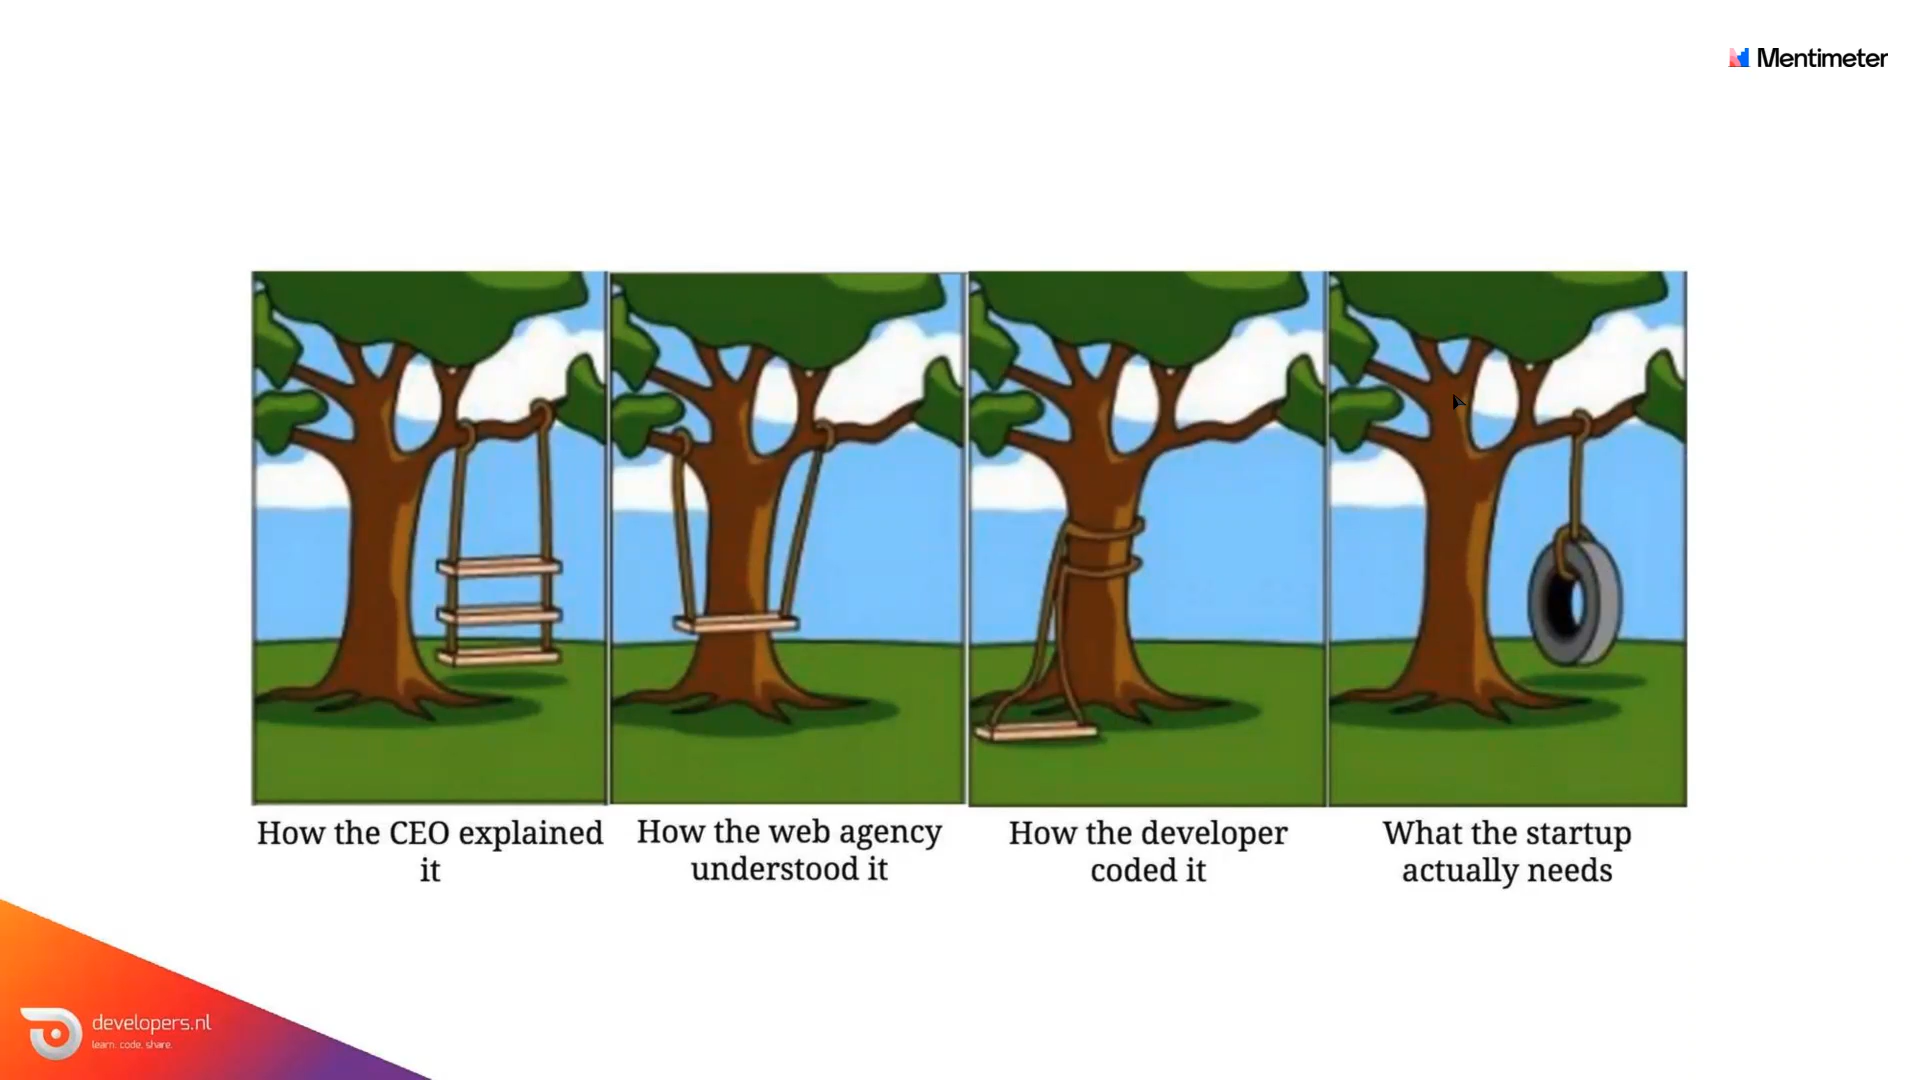 Mentimeter
How the CEO explained
it
How the web agency
understood it
How the developer
coded it
What the startup
actually needs
developers.nl
learn. code. share.